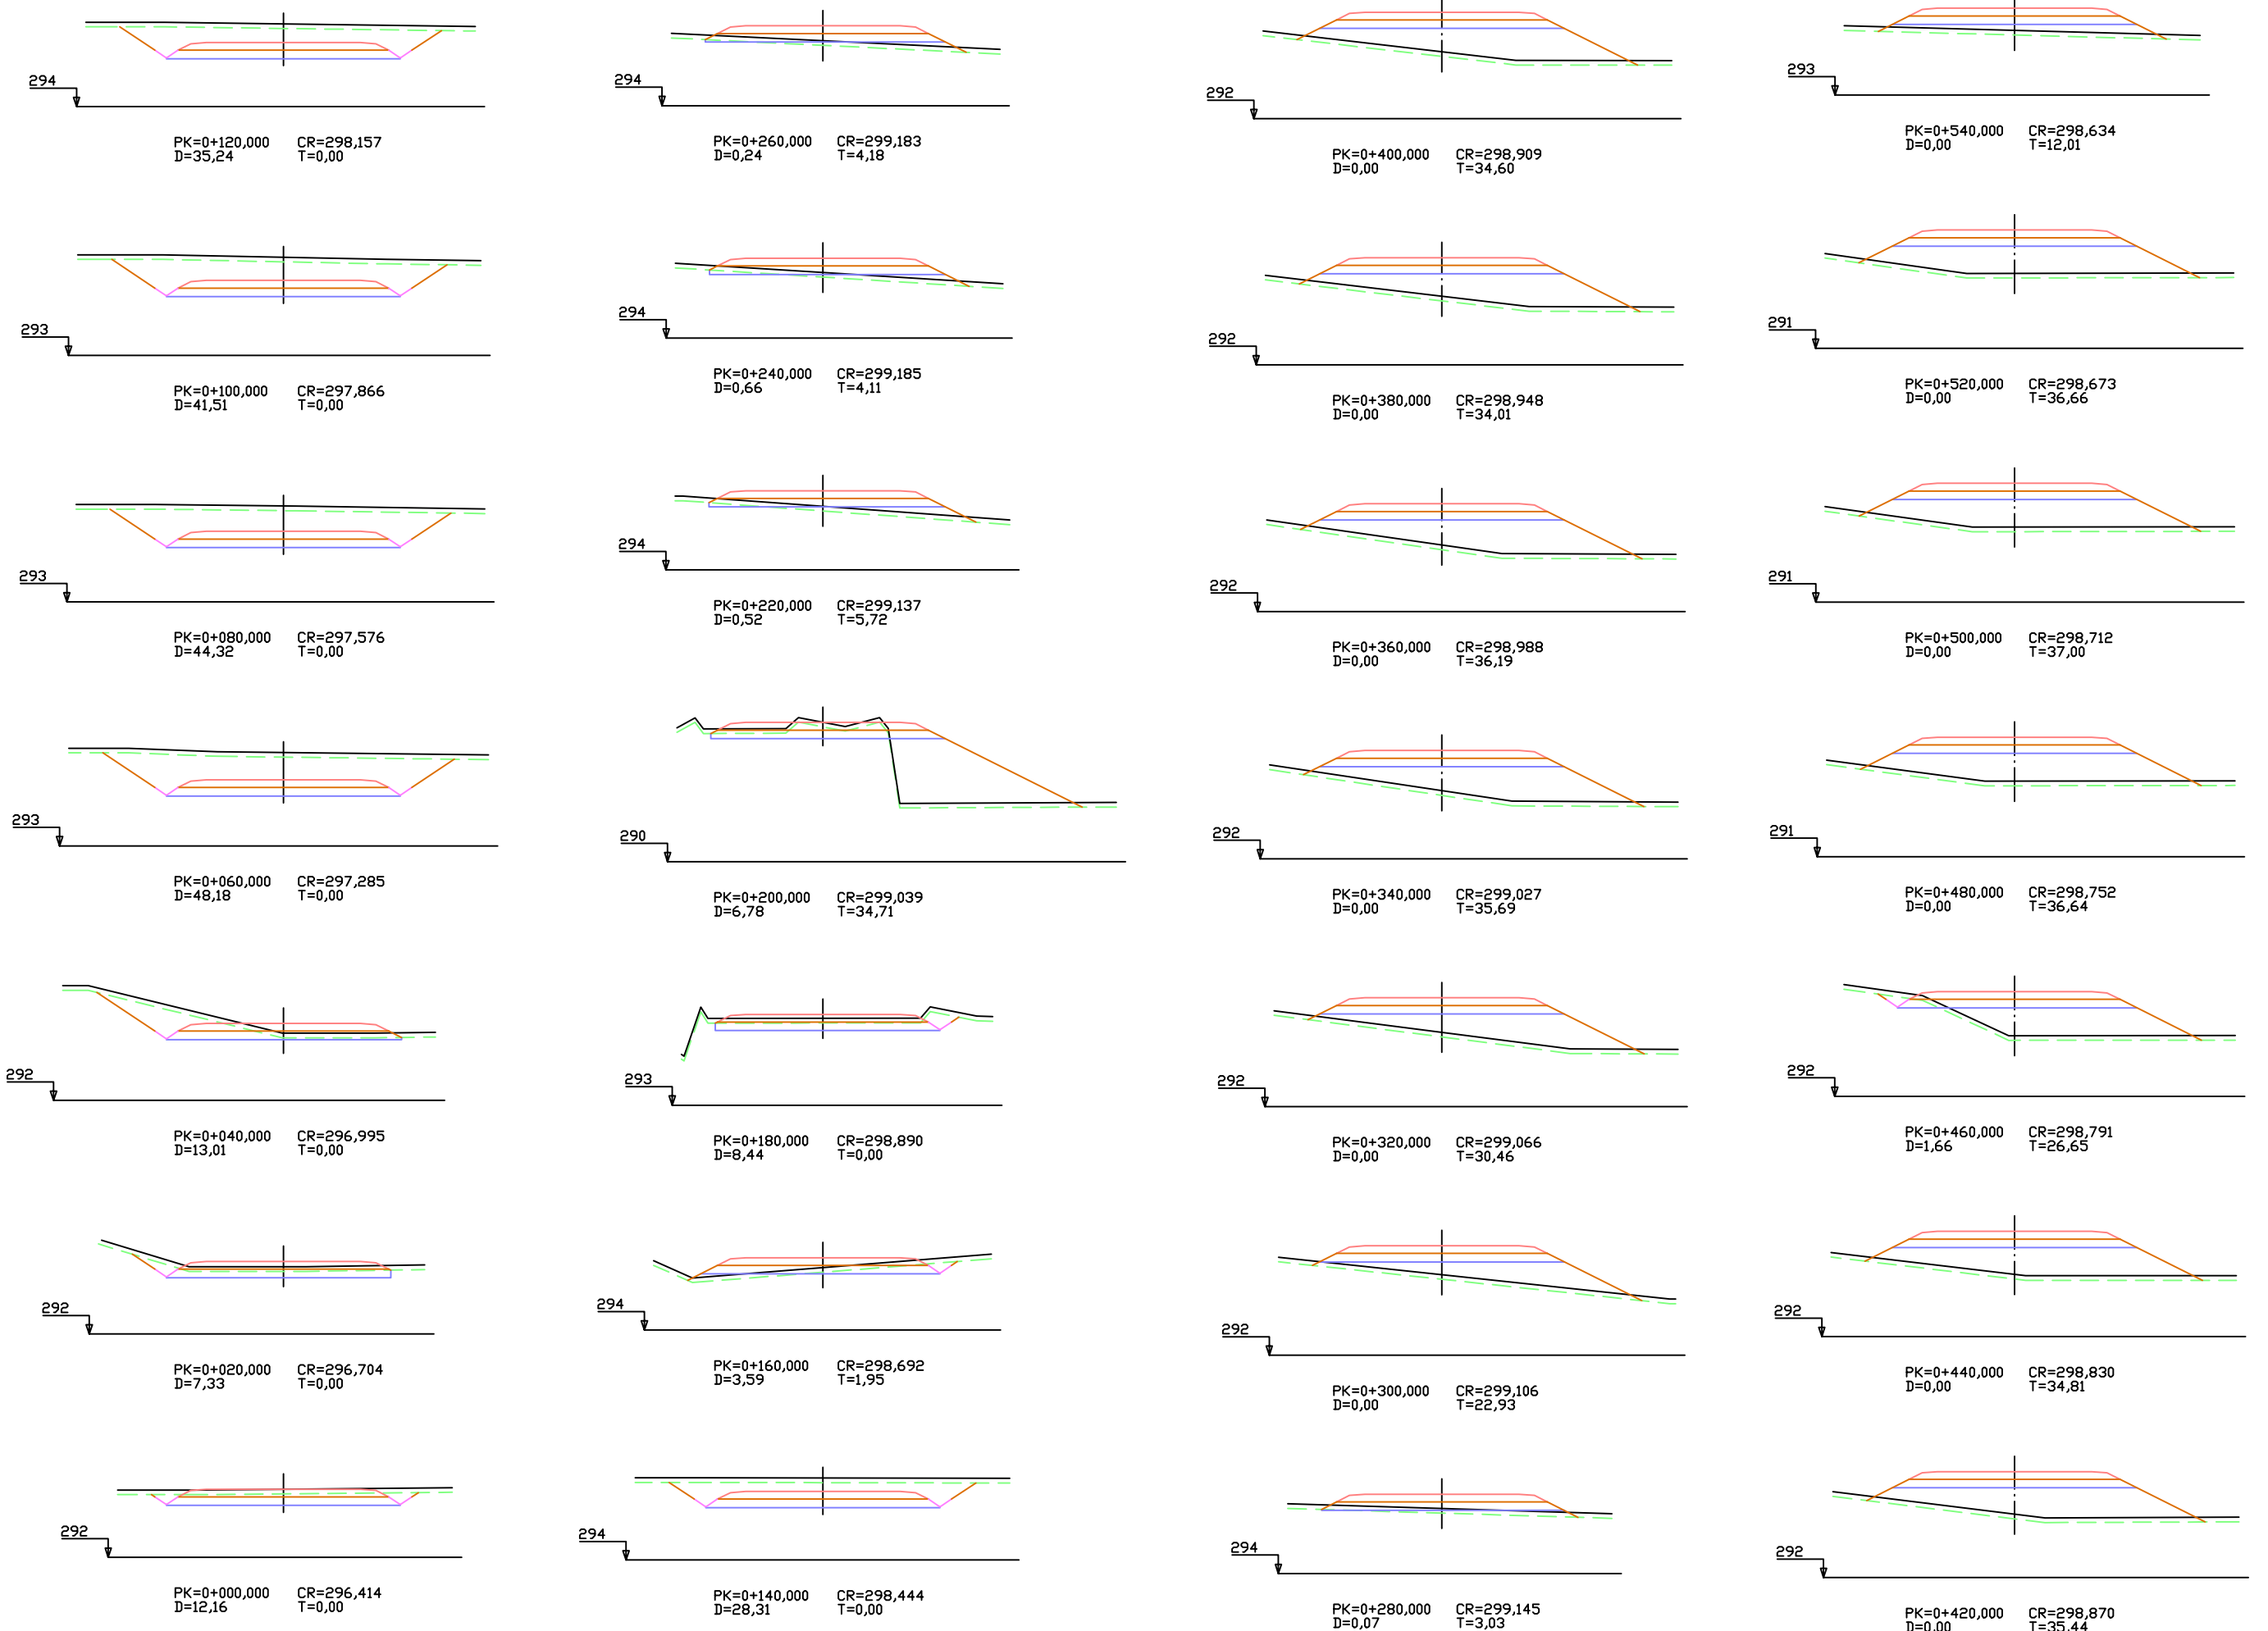 294
PK=0+120,000 CR=298,157
D=35,24 T=0,00
293
PK=0+100,000 CR=297,866
D=41,51 T=0,00
293
PK=0+080,000 CR=297,576
D=44,32 T=0,00
293
PK=0+060,000 CR=297,285
D=48,18 T=0,00
292
PK=0+040,000 CR=296,995
D=13,01 T=0,00
292
PK=0+020,000 CR=296,704
D=7,33 T=0,00
292
PK=0+000,000 CR=296,414
D=12,16 T=0,00
294
PK=0+260,000 CR=299,183
D=0,24 T=4,18
294
PK=0+240,000 CR=299,185
D=0,66 T=4,11
294
PK=0+220,000 CR=299,137
D=0,52 T=5,72
290
PK=0+200,000 CR=299,039
D=6,78 T=34,71
293
PK=0+180,000 CR=298,890
D=8,44 T=0,00
294
PK=0+160,000 CR=298,692
D=3,59 T=1,95
294
PK=0+140,000 CR=298,444
D=28,31 T=0,00
292
PK=0+400,000 CR=298,909
D=0,00 T=34,60
292
PK=0+380,000 CR=298,948
D=0,00 T=34,01
292
PK=0+360,000 CR=298,988
D=0,00 T=36,19
292
PK=0+340,000 CR=299,027
D=0,00 T=35,69
292
PK=0+320,000 CR=299,066
D=0,00 T=30,46
292
PK=0+300,000 CR=299,106
D=0,00 T=22,93
294
PK=0+280,000 CR=299,145
D=0,07 T=3,03
293
PK=0+540,000 CR=298,634
D=0,00 T=12,01
291
PK=0+520,000 CR=298,673
D=0,00 T=36,66
291
PK=0+500,000 CR=298,712
D=0,00 T=37,00
291
PK=0+480,000 CR=298,752
D=0,00 T=36,64
292
PK=0+460,000 CR=298,791
D=1,66 T=26,65
292
PK=0+440,000 CR=298,830
D=0,00 T=34,81
292
PK=0+420,000 CR=298,870
D=0,00 T=35,44